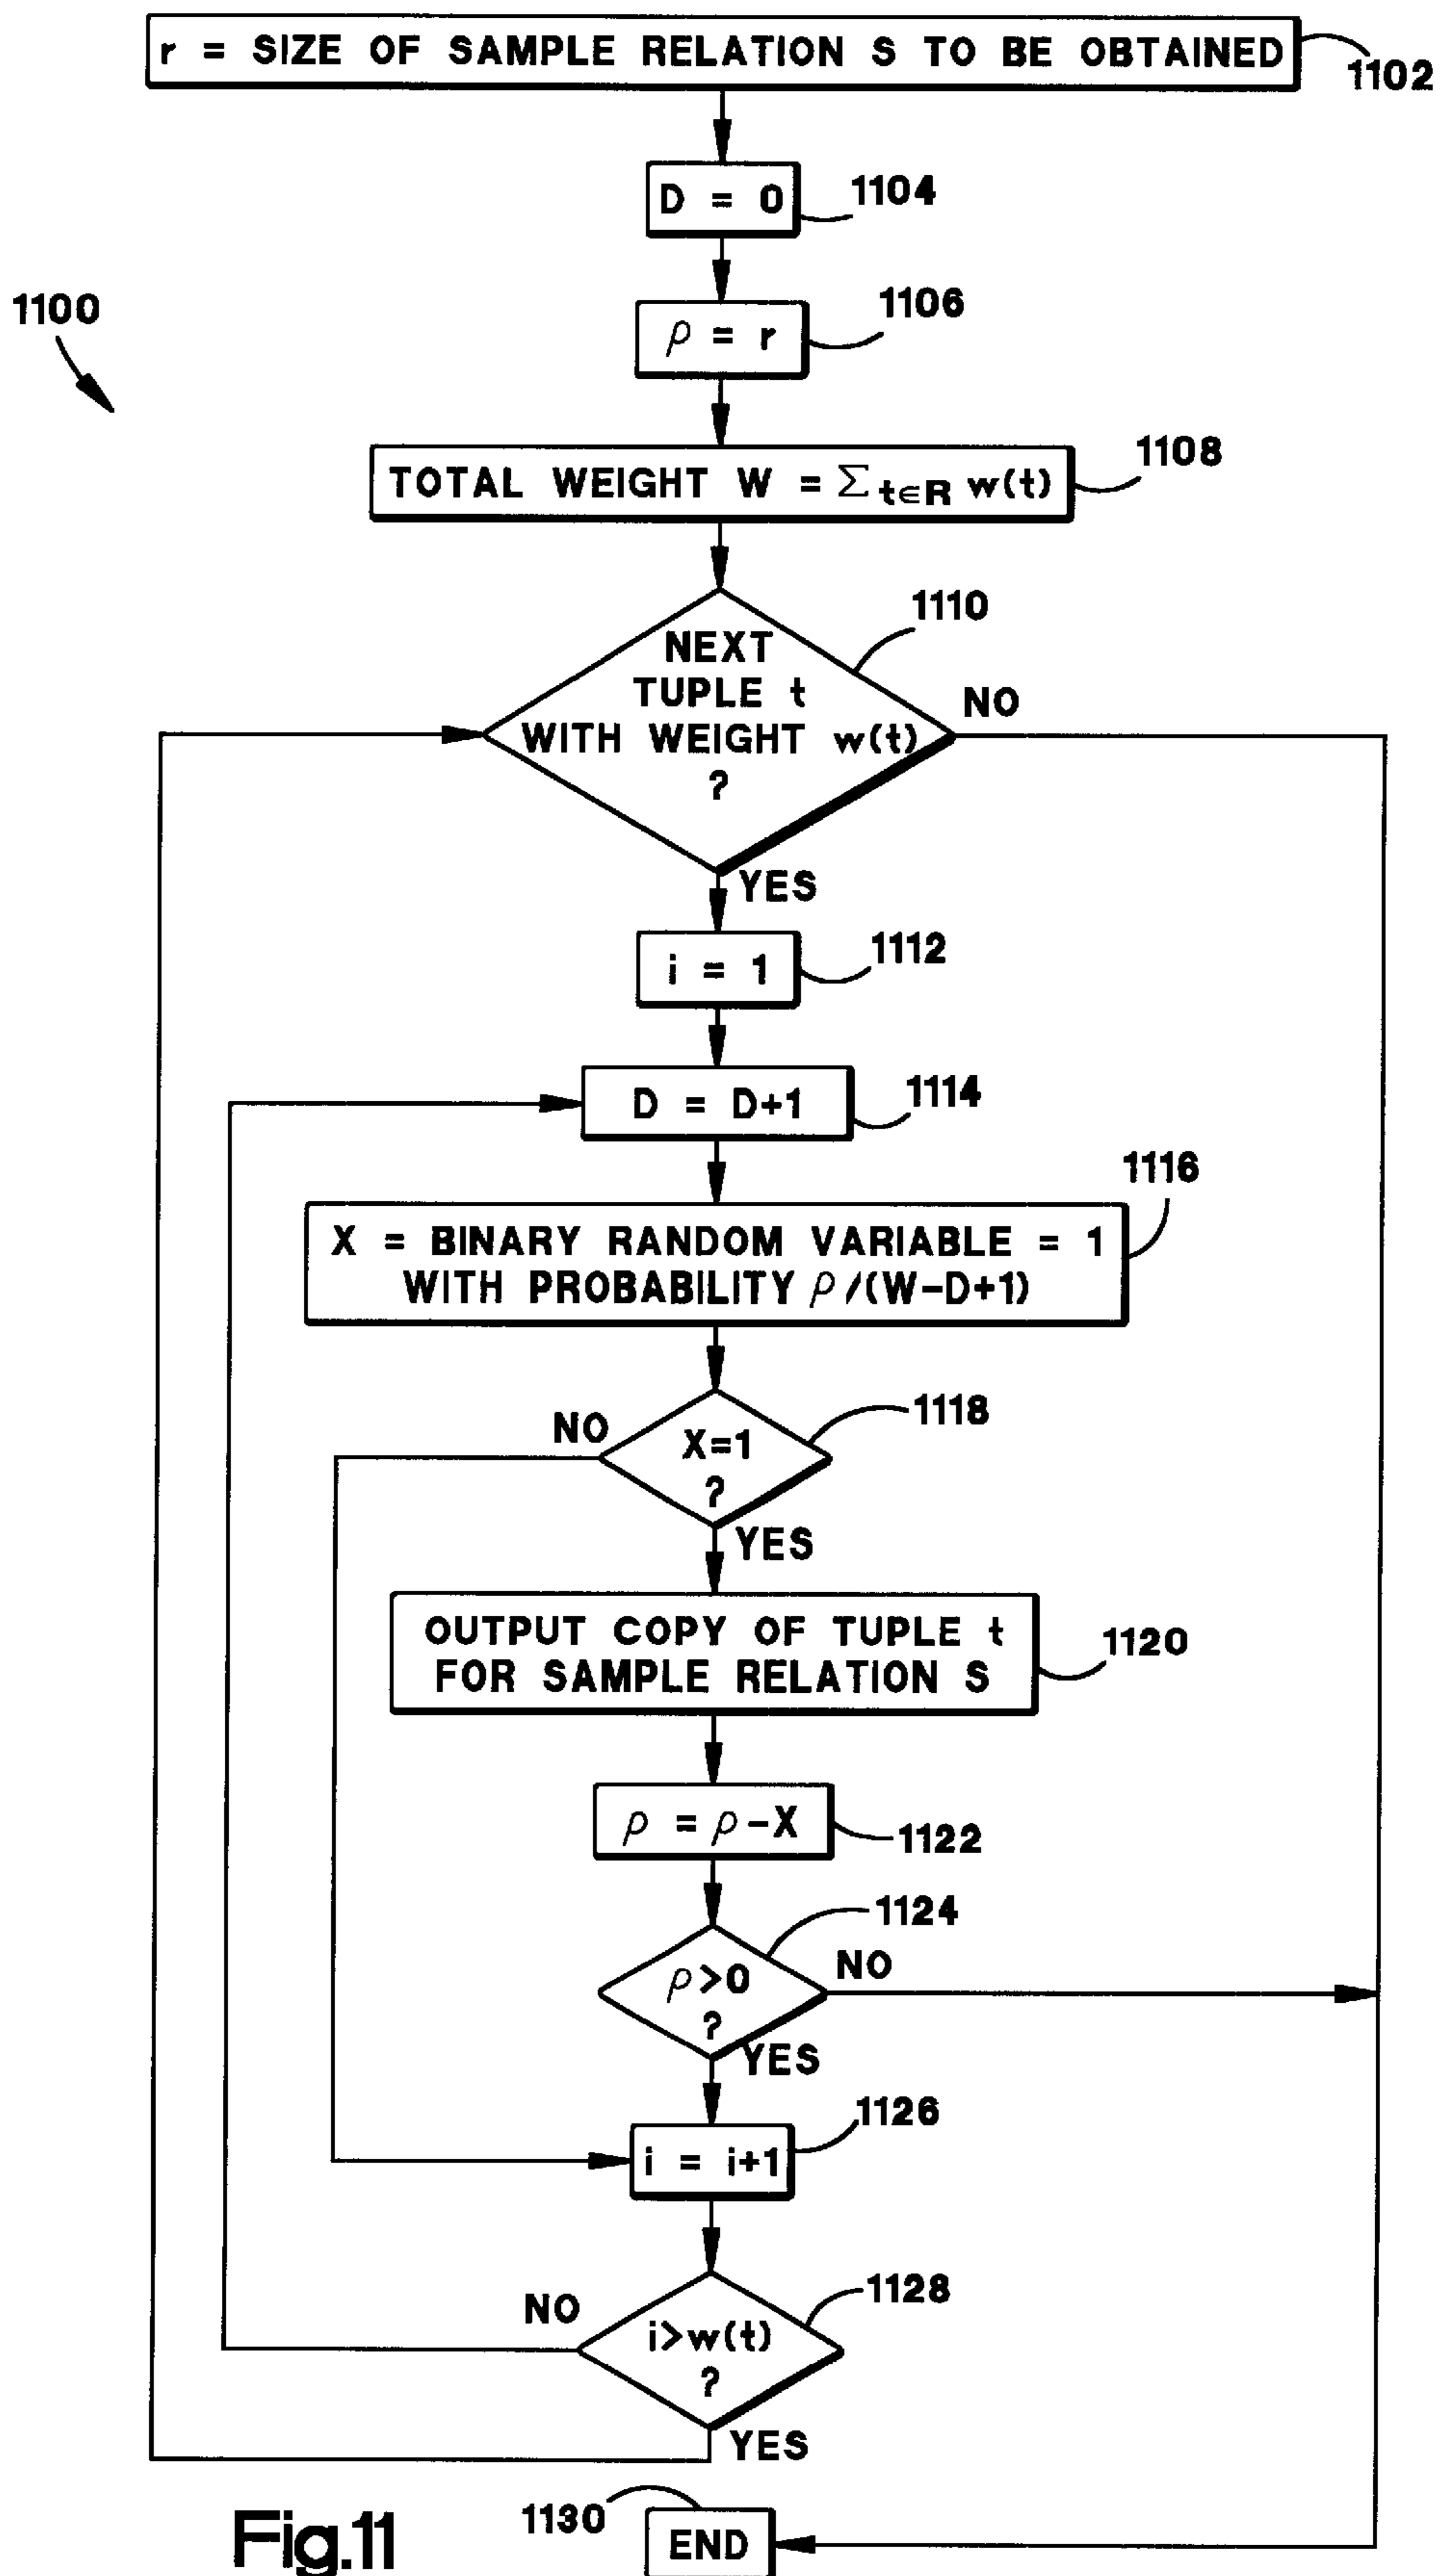 r = SIZE OF SAMPLE RELATION S TO BE OBTAINED
1102
D = 0
1104
1100
ρ = r
1106
TOTAL WEIGHT W = Σ t∈R w(t)
1108
1110
NEXT
TUPLE t
WITH WEIGHT w(t)
?
NO
YES
i = 1
1112
D = D+1
1114
1116
X = BINARY RANDOM VARIABLE = 1
WITH PROBABILITY ρ/(W-D+1)
NO
X=1
?
1118
YES
OUTPUT COPY OF TUPLE t
FOR SAMPLE RELATION S
1120
ρ = ρ-X
1122
1124
ρ>0
?
NO
YES
1126
i = i+1
1128
NO
i>w(t)
?
YES
Fig.11
1130
END